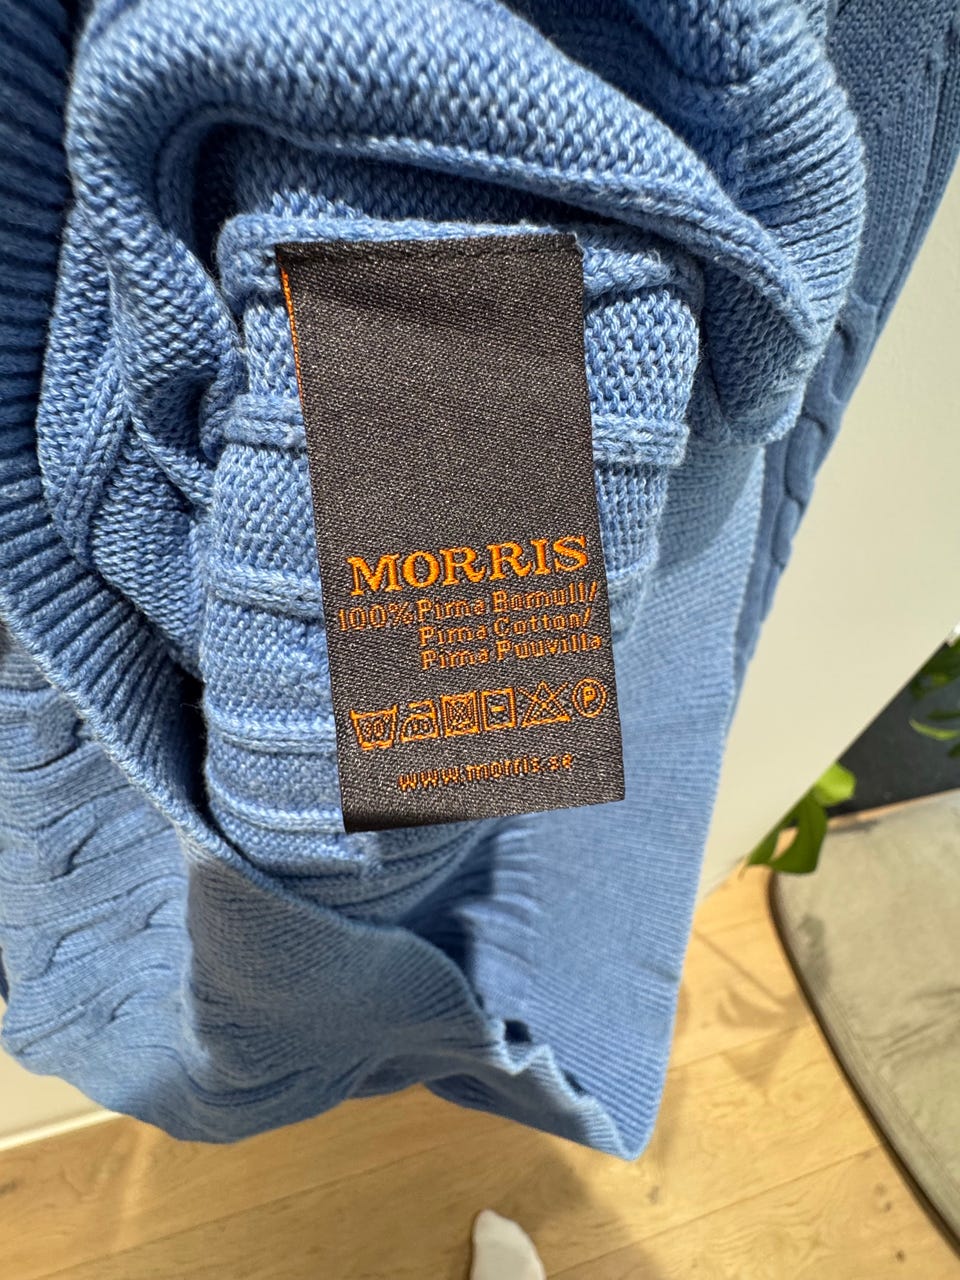 MORRIS
100% Pima Bomull/
Pima Cotton/
Pima Puuvilla
P
www.morris.se